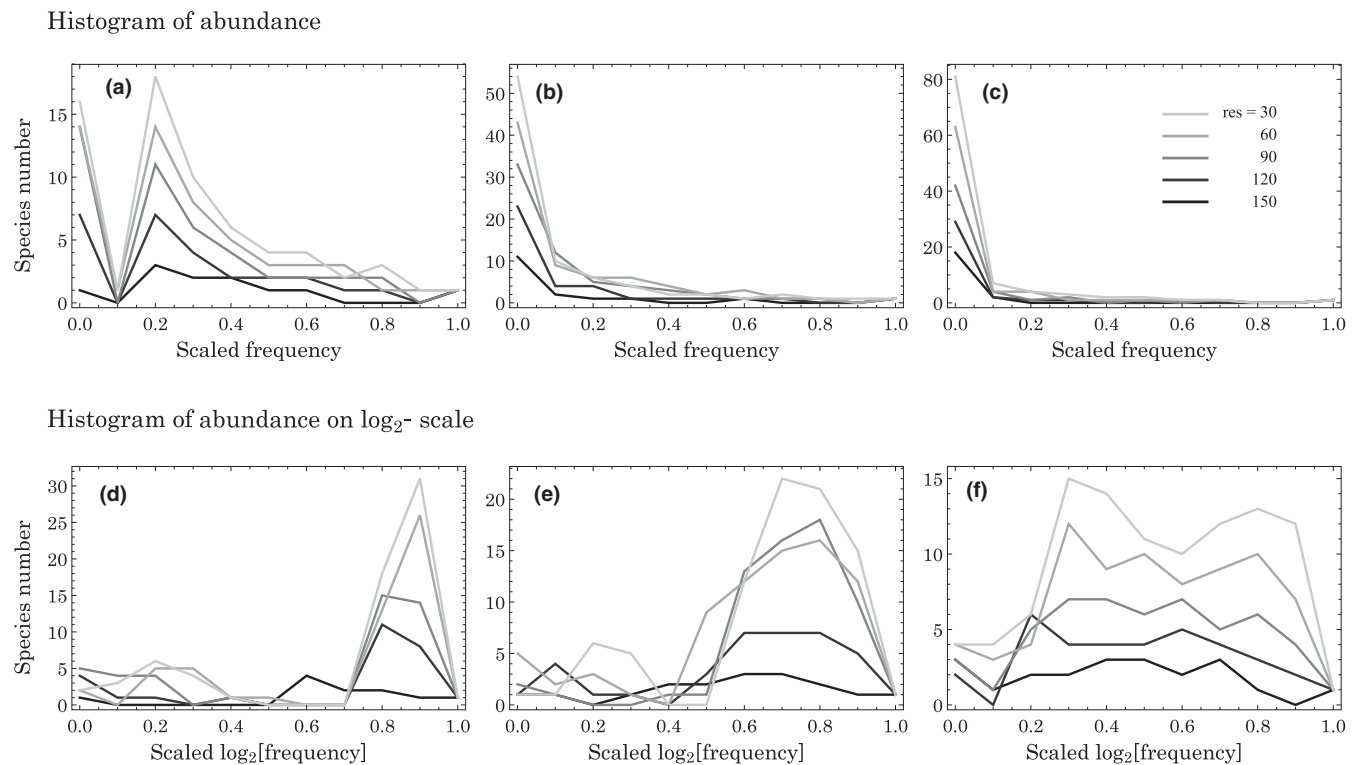 Histogram of abundance
(a)
15
10
5
0
0.0 0.2 0.4 0.6 0.8 1.0
Species number
Scaled frequency
(b)
50
40
30
20
10
0
0.0 0.2 0.4 0.6 0.8 1.0
Scaled frequency
(c)
80
60
40
20
0
0.0 0.2 0.4 0.6 0.8 1.0
Scaled frequency
res = 30
60
90
120
150
Histogram of abundance on log₂- scale
(d)
30
25
20
15
10
5
0
0.0 0.2 0.4 0.6 0.8 1.0
Species number
Scaled log₂[frequency]
(e)
20
15
10
5
0
0.0 0.2 0.4 0.6 0.8 1.0
Scaled log₂[frequency]
(f)
15
10
5
0
0.0 0.2 0.4 0.6 0.8 1.0
Scaled log₂[frequency]